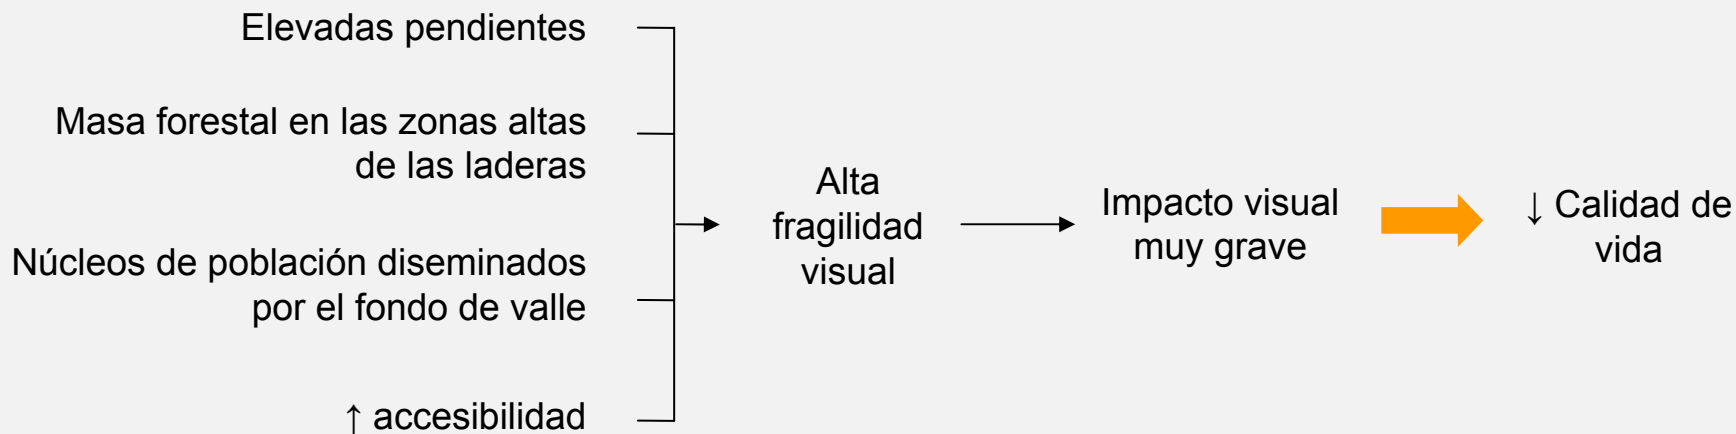 Elevadas pendientes
Masa forestal en las zonas altas
de las laderas
Núcleos de población diseminados
por el fondo de valle
↑ accesibilidad
Alta
fragilidad
visual
Impacto visual
muy grave
↓ Calidad de
vida